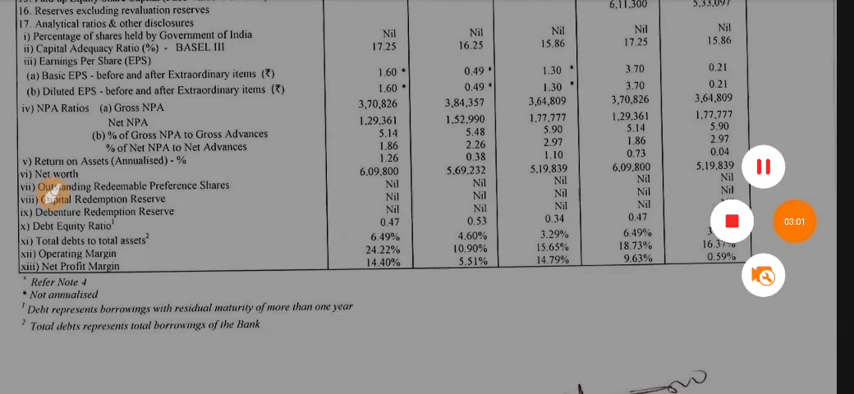 16. Reserves excluding revaluation reserves 6,11,300 5,33,097
17. Analytical ratios & other disclosures
i) Percentage of shares held by Government of India Nil Nil Nil Nil Nil
ii) Capital Adequacy Ratio (%) - BASEL III 17.25 16.25 15.86 17.25 15.86
iii) Earnings Per Share (EPS)
(a) Basic EPS - before and after Extraordinary items (₹) 1.60 * 0.49 * 1.30 * 3.70 0.21
(b) Diluted EPS - before and after Extraordinary items (₹) 1.60 * 0.49 * 1.30 * 3.70 0.21
iv) NPA Ratios (a) Gross NPA 3,70,826 3,84,357 3,64,809 3,70,826 3,64,809
Net NPA 1,29,361 1,52,990 1,77,777 1,29,361 1,77,777
(b) % of Gross NPA to Gross Advances 5.14 5.48 5.90 5.14 5.90
% of Net NPA to Net Advances 1.86 2.26 2.97 1.86 2.97
v) Return on Assets (Annualised) - % 1.26 0.38 1.10 0.73 0.04
vi) Net worth 6,09,800 5,69,232 5,19,839 6,09,800 5,19,839
vii) Outstanding Redeemable Preference Shares Nil Nil Nil Nil Nil
viii) Capital Redemption Reserve Nil Nil Nil Nil Nil
ix) Debenture Redemption Reserve Nil Nil Nil Nil
x) Debt Equity Ratio¹ 0.47 0.53 0.34 0.47
xi) Total debts to total assets² 6.49% 4.60% 3.29% 6.49%
xii) Operating Margin 24.22% 10.90% 15.65% 18.73% 16.37%
xiii) Net Profit Margin 14.40% 5.51% 14.79% 9.63% 0.59%
03:01
* Refer Note 4
* Not annualised
¹ Debt represents borrowings with residual maturity of more than one year
² Total debts represents total borrowings of the Bank